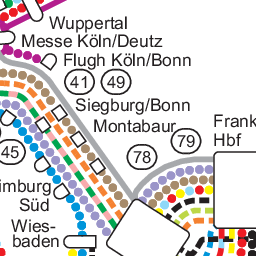 Wuppertal
Messe Köln/Deutz
Flugh Köln/Bonn
41 49
Siegburg/Bonn
Montabaur
Frank
Hbf
79
78
45
imburg
Süd
Wies-
baden